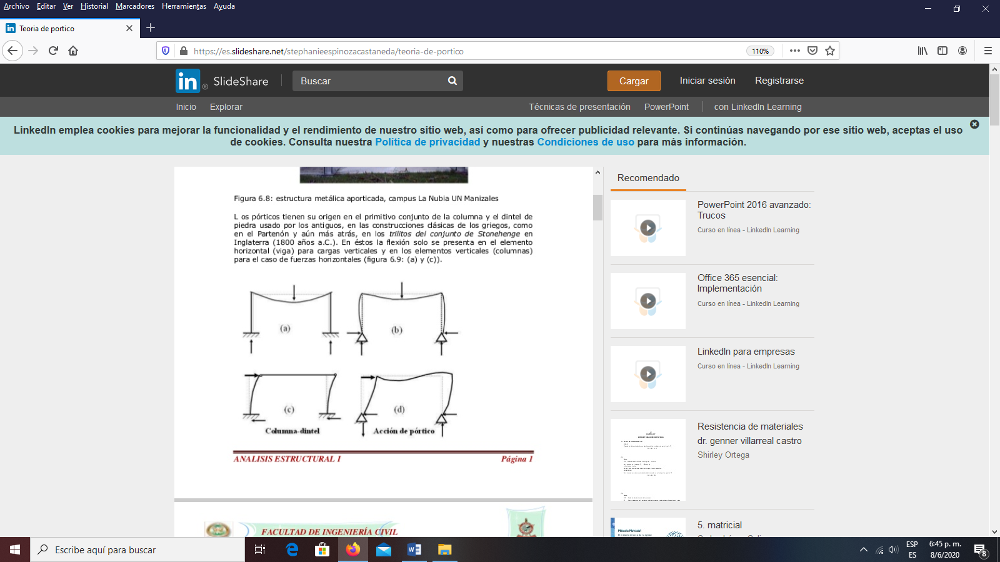 Archivo Editar Ver Historial Marcadores Herramientas Ayuda
Teoria de portico
https://es.slideshare.net/stephanieespinozacastaneda/teoria-de-portico
110%
in ® SlideShare
Buscar
Cargar
Iniciar sesión
Registrarse
Inicio Explorar
Técnicas de presentación PowerPoint con LinkedIn Learning
LinkedIn emplea cookies para mejorar la funcionalidad y el rendimiento de nuestro sitio web, así como para ofrecer publicidad relevante. Si continúas navegando por ese sitio web, aceptas el uso
de cookies. Consulta nuestra Política de privacidad y nuestras Condiciones de uso para más información.
Figura 6.8: estructura metálica aporticada, campus La Nubia UN Manizales
L os pórticos tienen su origen en el primitivo conjunto de la columna y el dintel de
piedra usado por los antiguos, en las construcciones clásicas de los griegos, como
en el Partenón y aún más atrás, en los trilitos del conjunto de Stonehenge en
Inglaterra (1800 años a.C.). En éstos la flexión solo se presenta en el elemento
horizontal (viga) para cargas verticales y en los elementos verticales (columnas)
para el caso de fuerzas horizontales (figura 6.9: (a) y (c)).
(a)
(b)
(c)
(d)
Columna-dintel
Acción de pórtico
ANALISIS ESTRUCTURAL I
Página 1
FACULTAD DE INGENIERÍA CIVIL
Recomendado
PowerPoint 2016 avanzado:
Trucos
Curso en línea - LinkedIn Learning
Office 365 esencial:
Implementación
Curso en línea - LinkedIn Learning
LinkedIn para empresas
Curso en línea - LinkedIn Learning
Resistencia de materiales
dr. genner villarreal castro
Shirley Ortega
5. matricial
Escribe aquí para buscar
ESP
ES
6:45 p. m.
8/6/2020
8